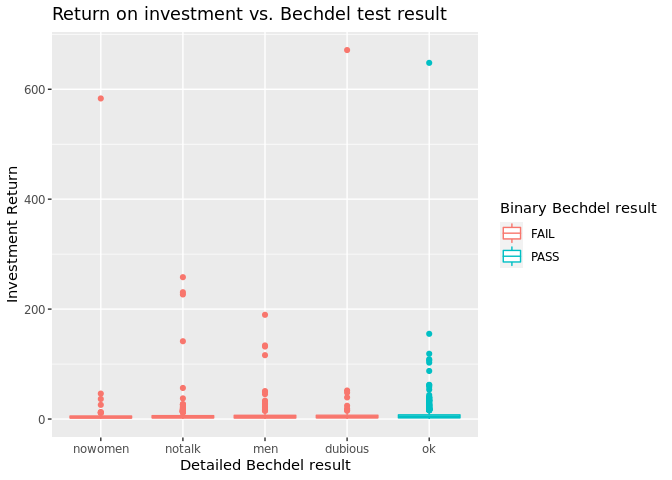 Return on investment vs. Bechdel test result
Investment Return
600
400
200
0
nowomen notalk men dubious ok
Detailed Bechdel result
Binary Bechdel result
FAIL
PASS